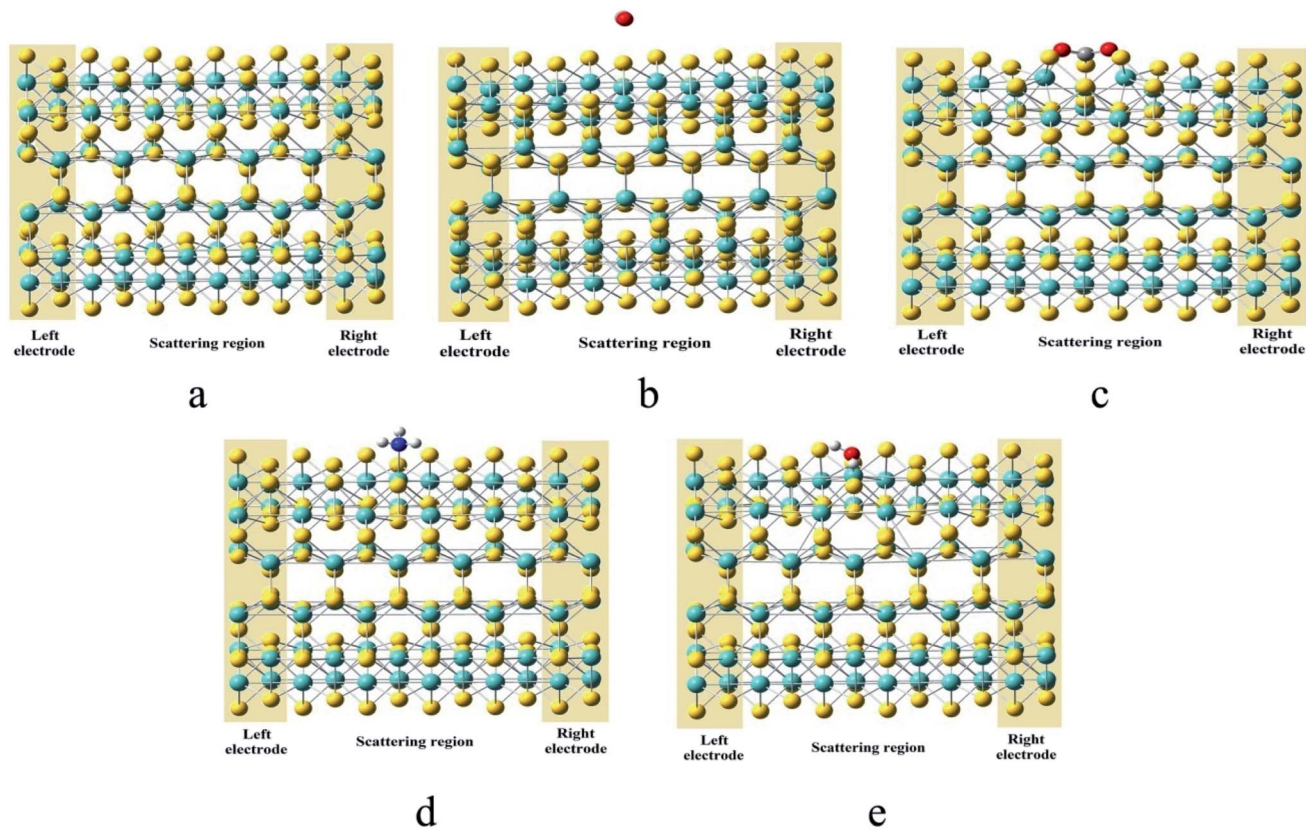 Left
electrode
Scattering region
Right
electrode
a
Left
electrode
Scattering region
Right
electrode
b
Left
electrode
Scattering region
Right
electrode
c
Left
electrode
Scattering region
Right
electrode
d
Left
electrode
Scattering region
Right
electrode
e